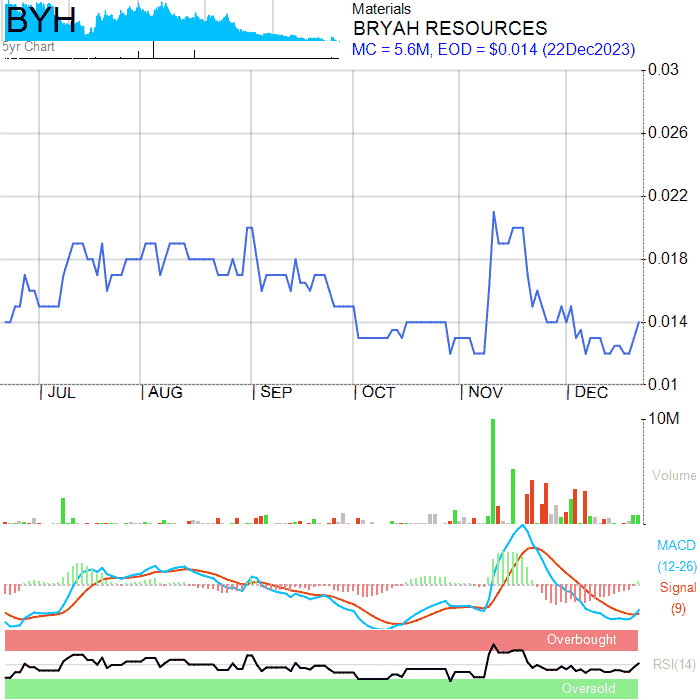 BYH
5yr Chart
Materials
BRYAH RESOURCES
MC = 5.6M, EOD = $0.014 (22Dec2023)
0.03
0.026
0.022
0.018
0.014
0.01
JUL AUG SEP OCT NOV DEC
10M
Volume
MACD
(12-26)
Signal
(9)
Overbought
RSI(14)
Oversold